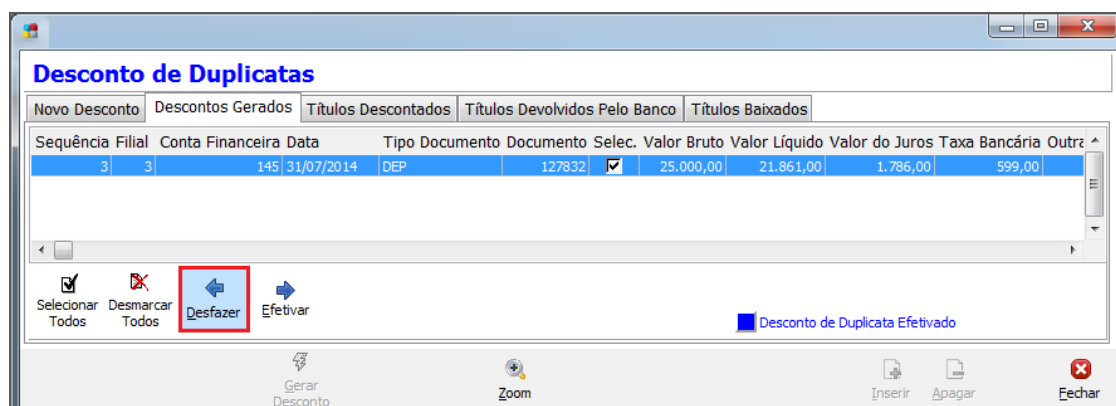 Desconto de Duplicatas
Novo Desconto Descontos Gerados Títulos Descontados Títulos Devolvidos Pelo Banco Títulos Baixados
Sequência Filial Conta Financeira Data Tipo Documento Documento Selec. Valor Bruto Valor Líquido Valor do Juros Taxa Bancária Outra
3 3 145 31/07/2014 DEP 127832 25.000,00 21.861,00 1.786,00 599,00
Selecionar Todos
Desmarcar Todos
Desfazer
Efetivar
Desconto de Duplicata Efetivado
Gerar Desconto
Zoom
Inserir
Apagar
Fechar